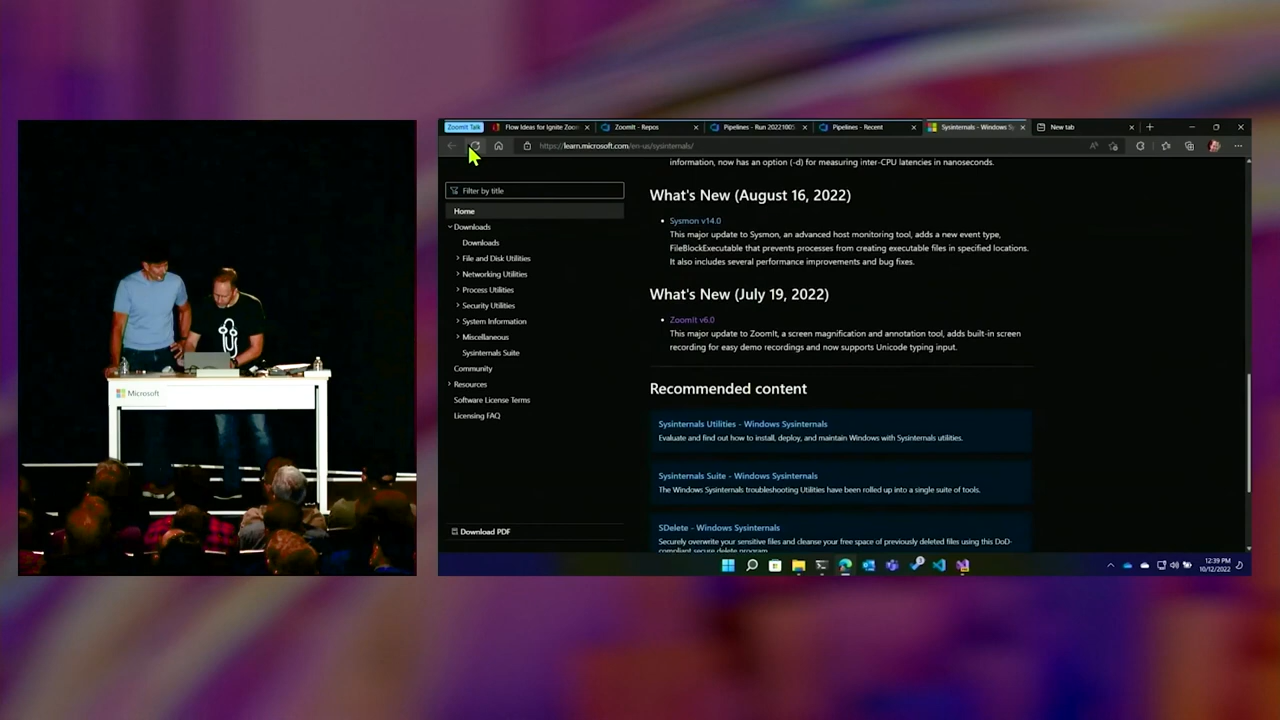 Microsoft
ZoomIt Talk
Flow Ideas for Ignite Zoo
ZoomIt - Repos
Pipelines - Run 20221005
Pipelines - Recent
Sysinternals - Windows S
New tab
https://learn.microsoft.com/en-us/sysinternals/
Filter by title
Home
Downloads
Downloads
File and Disk Utilities
Networking Utilities
Process Utilities
Security Utilities
System Information
Miscellaneous
Sysinternals Suite
Community
Resources
Software License Terms
Licensing FAQ
Download PDF
information, now has an option (-d) for measuring inter-CPU latencies in nanoseconds.
What's New (August 16, 2022)
Sysmon v14.0
This major update to Sysmon, an advanced host monitoring tool, adds a new event type,
FileBlockExecutable that prevents processes from creating executable files in specified locations.
It also includes several performance improvements and bug fixes.
What's New (July 19, 2022)
ZoomIt v6.0
This major update to ZoomIt, a screen magnification and annotation tool, adds built-in screen
recording for easy demo recordings and now supports Unicode typing input.
Recommended content
Sysinternals Utilities - Windows Sysinternals
Evaluate and find out how to install, deploy, and maintain Windows with Sysinternals utilities.
Sysinternals Suite - Windows Sysinternals
The Windows Sysinternals troubleshooting Utilities have been rolled up into a single suite of tools.
SDelete - Windows Sysinternals
Securely overwrite your sensitive files and cleanse your free space of previously deleted files using this DoD-
compliant secure delete program
12:39 PM
10/12/2022